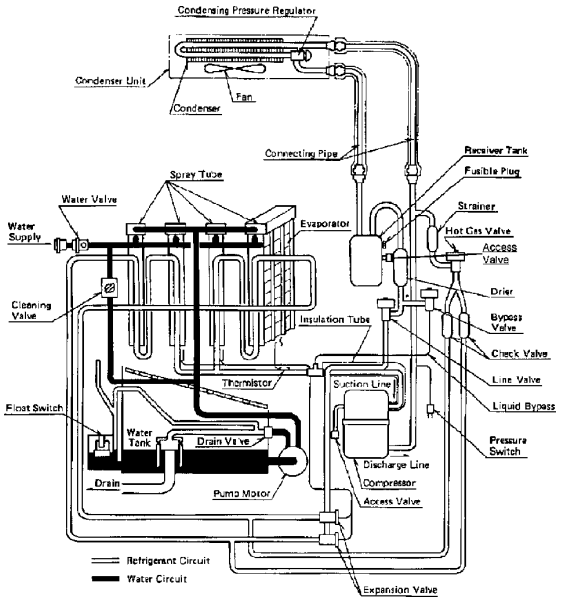 Condensing Pressure Regulator
Condenser Unit
Fan
Condenser
Connecting Pipe
Receiver Tank
Fusible Plug
Spray Tube
Water Valve
Strainer
Evaporator
Hot Gas Valve
Water
Supply
Access
Valve
Drier
Cleaning
Valve
Insulation Tube
Bypass
Valve
Check Valve
Thermistor
Line Valve
Suction Line
Liquid Bypass
Float Switch
Water
Tank
Drain Valve
Pressure
Switch
Discharge Line
Drain
Compressor
Pump Motor
Access Valve
Refrigerant Circuit
Water Circuit
Expansion Valve